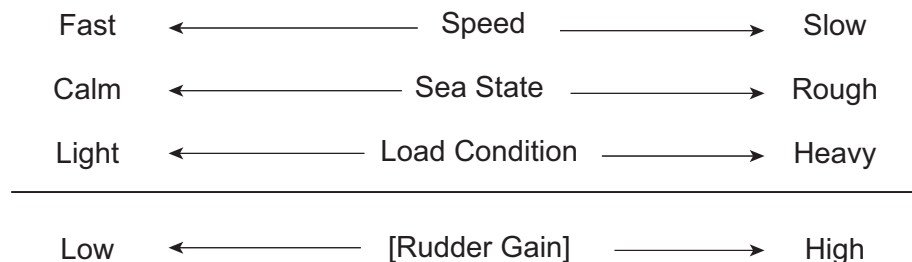 Fast Speed Slow
Calm Sea State Rough
Light Load Condition Heavy
Low [Rudder Gain] High